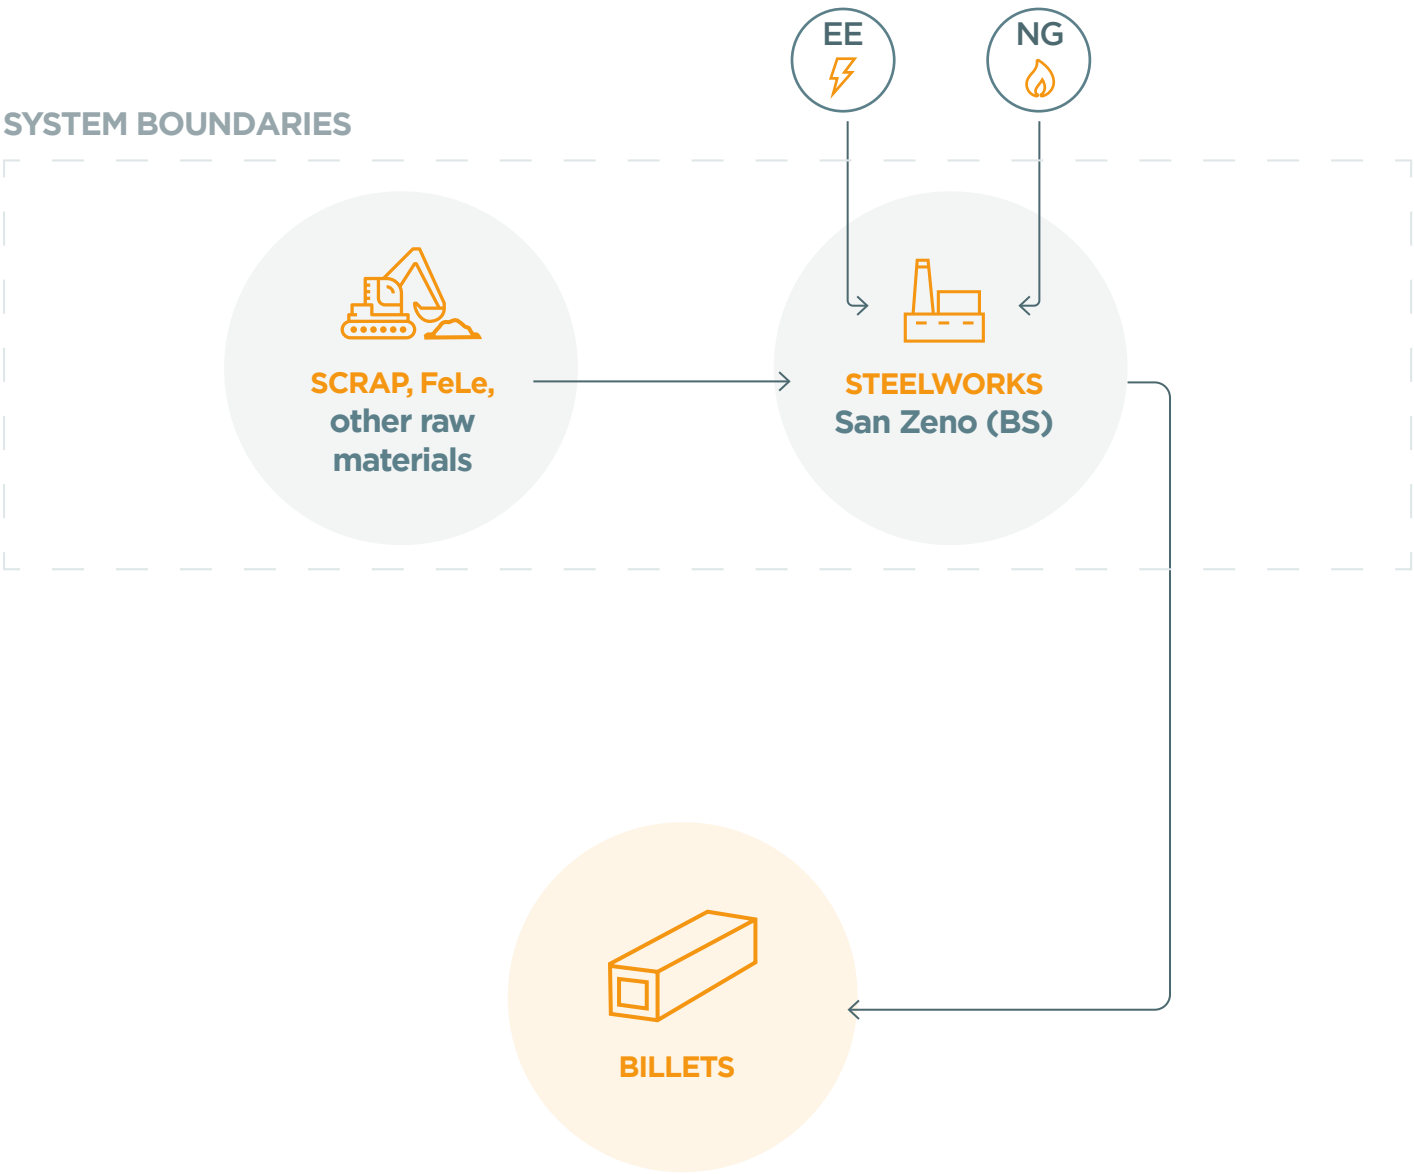 EE
NG
SYSTEM BOUNDARIES
SCRAP, FeLe,
other raw
materials
STEELWORKS
San Zeno (BS)
BILLETS